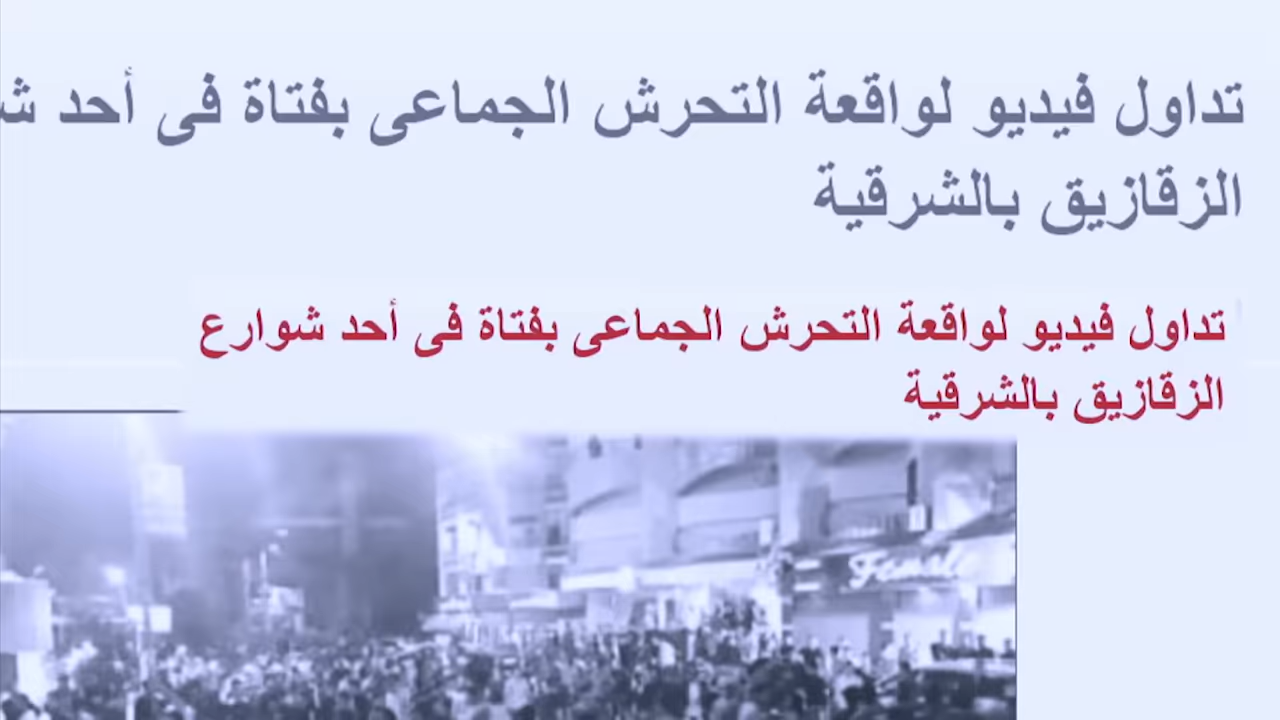 تداول فيديو لواقعة التحرش الجماعى بفتاة فى أحد
الزقازيق بالشرقية
تداول فيديو لواقعة التحرش الجماعى بفتاة فى أحد شوارع
الزقازيق بالشرقية